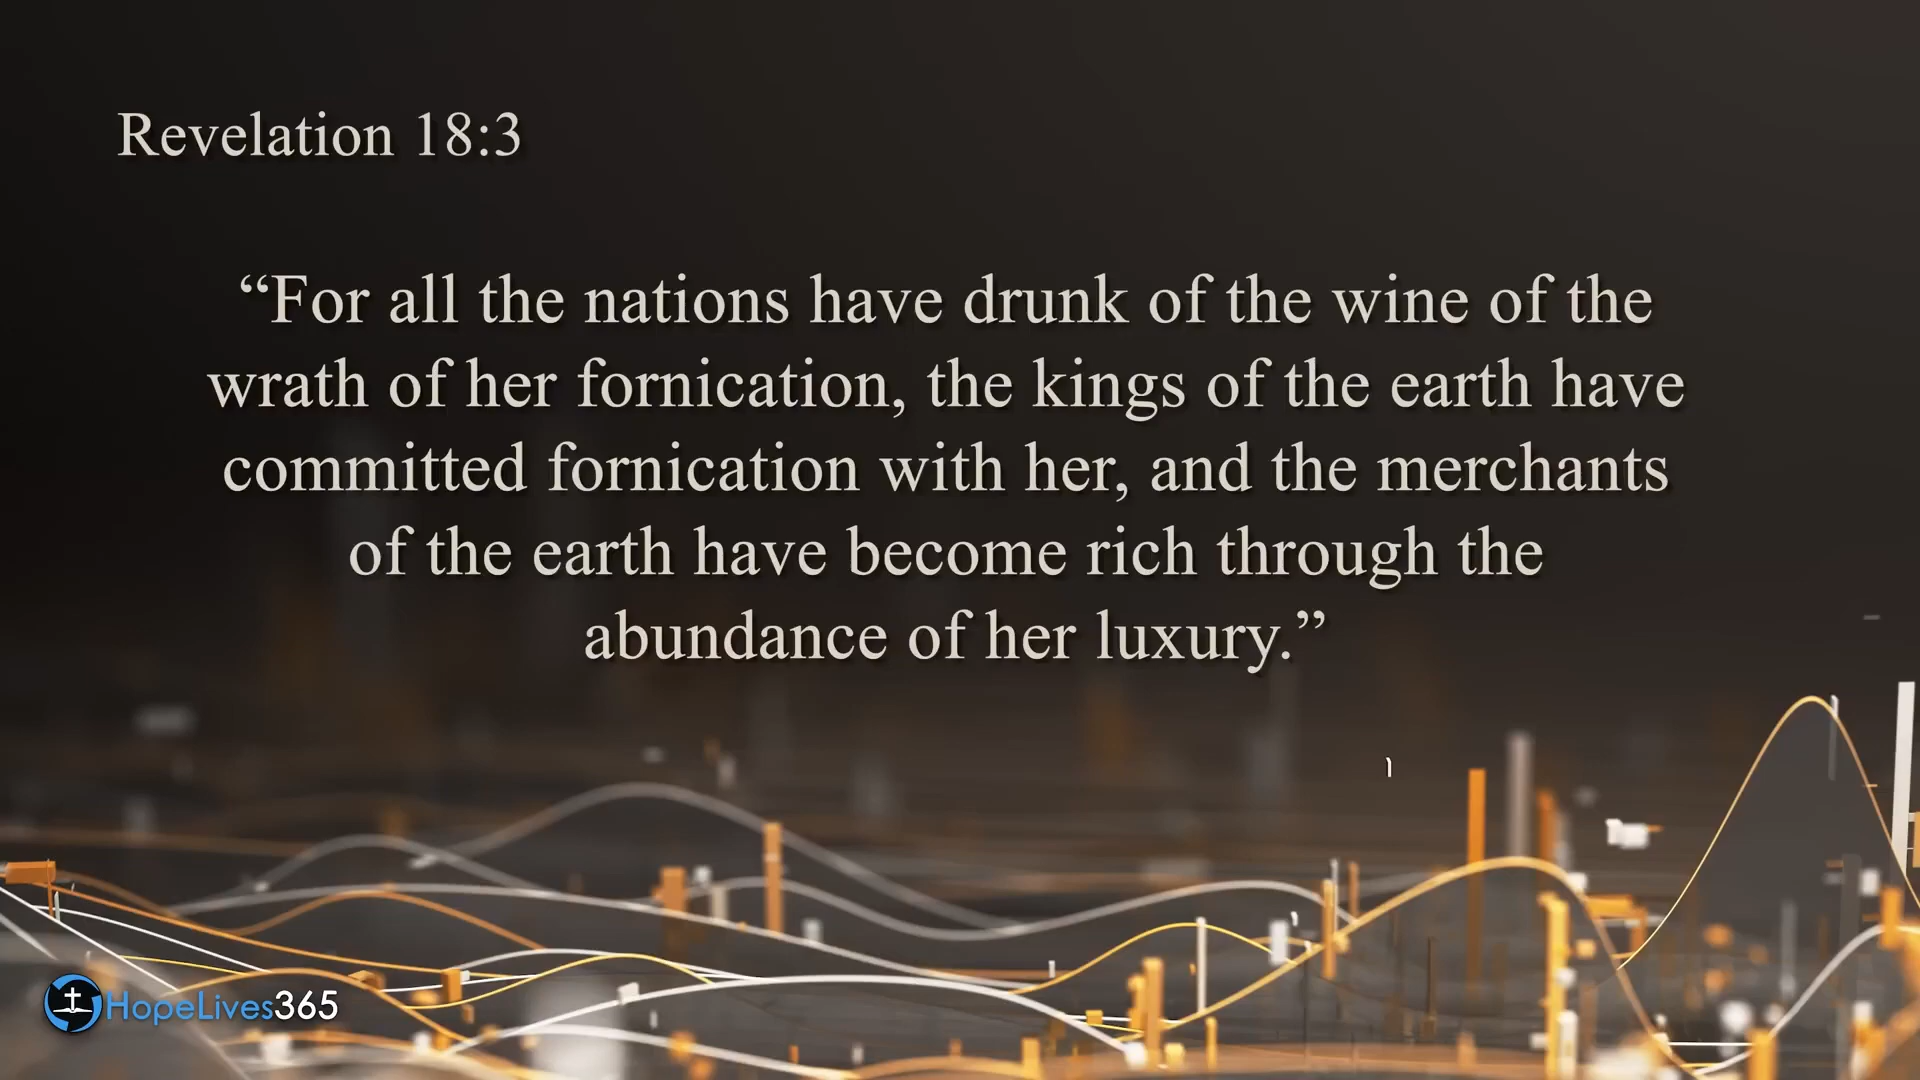 Revelation 18:3
“For all the nations have drunk of the wine of the
wrath of her fornication, the kings of the earth have
committed fornication with her, and the merchants
of the earth have become rich through the
abundance of her luxury.”
HopeLives365